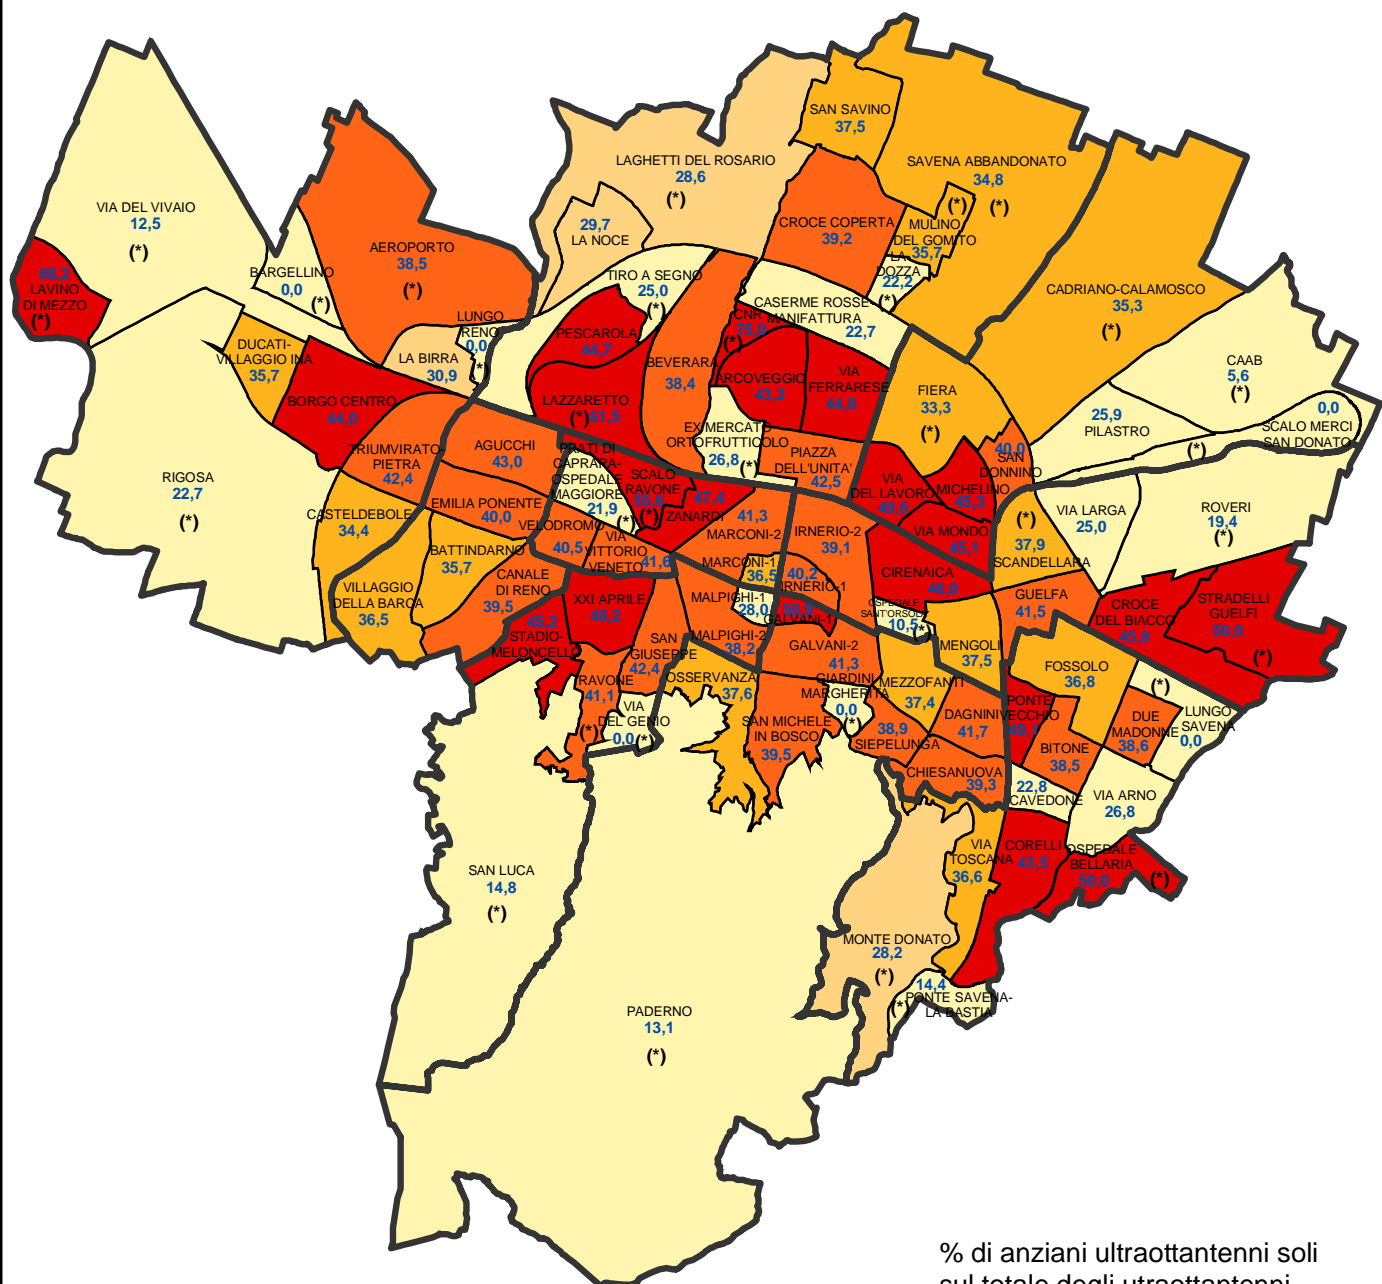 SAN SAVINO
37,5
LAGHETTI DEL ROSARIO
28,6
(*)
SAVENA ABBANDONATO
34,8
(*)
(*)
VIA DEL VIVAIO
12,5
(*)
29,7
LA NOCE
CROCE COPERTA
39,2
MULINO
DEL GOMITO
35,7
LA
DOZZA
22,2
(*)
AEROPORTO
38,5
(*)
BARGELLINO
0,0
(*)
68,2
LAVINO
DI MEZZO
(*)
TIRO A SEGNO
25,0
(*)
CADRIANO-CALAMOSCO
35,3
(*)
CASERME ROSSE-
MANIFATTURA
22,7
LUNGO
RENO
0,0
(*)
CNR
75,0
(*)
PESCAROLA
44,7
DUCATI-
VILLAGGIO INA
35,7
LA BIRRA
30,9
BEVERARA
38,4
ARCOVEGGIO
43,2
VIA
FERRARESE
44,8
CAAB
5,6
(*)
FIERA
33,3
(*)
BORGO CENTRO
44,0
LAZZARETTO
(*)
61,5
25,9
PILASTRO
0,0
SCALO MERCI
SAN DONATO
(*)
EX MERCATO
ORTOFRUTTICOLO
26,8
(*)
TRIUMVIRATO-
PIETRA
42,4
AGUCCHI
43,0
PRATI DI
CAPRARA-
OSPEDALE
MAGGIORE
21,9
(*)
PIAZZA
DELL'UNITA'
42,5
40,0
SAN
DONNINO
RIGOSA
22,7
(*)
SCALO
RAVONE
55,6
(*)
47,4
ZANARDI
VIA
DEL LAVORO
49,6
MICHELINO
45,3
CASTELDEBOLE
34,4
EMILIA PONENTE
40,0
VELODROMO
40,5
41,3
MARCONI-2
IRNERIO-2
39,1
VIA MONDO
45,1
(*)
37,9
SCANDELLARA
VIA LARGA
25,0
ROVERI
19,4
(*)
BATTINDARNO
35,7
VIA
VITTORIO
VENETO
41,6
MARCONI-1
36,5
40,2
IRNERIO-1
CIRENAICA
46,0
VILLAGGIO
DELLA BARCA
36,5
CANALE
DI RENO
39,5
XXI APRILE
48,2
MALPIGHI-1
28,0
50,9
GALVANI-1
OSPEDALE
SANT'ORSOLA
10,5
(*)
GUELFA
41,5
CROCE
DEL BIACCO
45,8
STRADELLI
GUELFI
50,0
(*)
45,2
STADIO-
MELONCELLO
SAN
GIUSEPPE
42,4
MALPIGHI-2
38,2
GALVANI-2
41,3
MENGOLI
37,5
FOSSOLO
36,8
RAVONE
41,1
(*)
OSSERVANZA
37,6
GIARDINI
MARGHERITA
0,0
(*)
MEZZOFANTI
37,4
(*)
VIA
DEL GENIO
0,0
(*)
SAN MICHELE
IN BOSCO
39,5
38,9
SIEPELUNGA
DAGNINI
41,7
PONTE
VECCHIO
49,1
BITONE
38,5
DUE
MADONNE
38,6
LUNGO
SAVENA
0,0
CHIESANUOVA
39,3
22,8
CAVEDONE
VIA ARNO
26,8
SAN LUCA
14,8
(*)
VIA
TOSCANA
36,6
CORELLI
43,5
OSPEDALE
BELLARIA
50,0
(*)
MONTE DONATO
28,2
(*)
14,4
PONTE SAVENA-
LA BASTIA
(*)
PADERNO
13,1
(*)
% di anziani ultraottantenni soli
sul totale degli utraottantenni